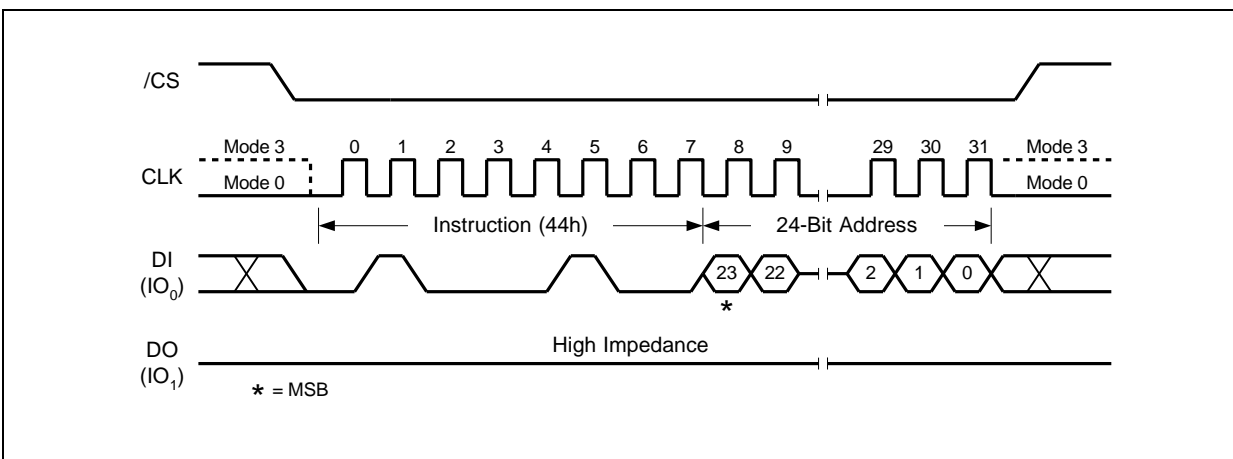 /CS
Mode 3 0 1 2 3 4 5 6 7 8 9 29 30 31 Mode 3
CLK
Mode 0 Mode 0
Instruction (44h) 24-Bit Address
DI
(IO₀)
23 22 2 1 0
*
High Impedance
DO
(IO₁)
* = MSB